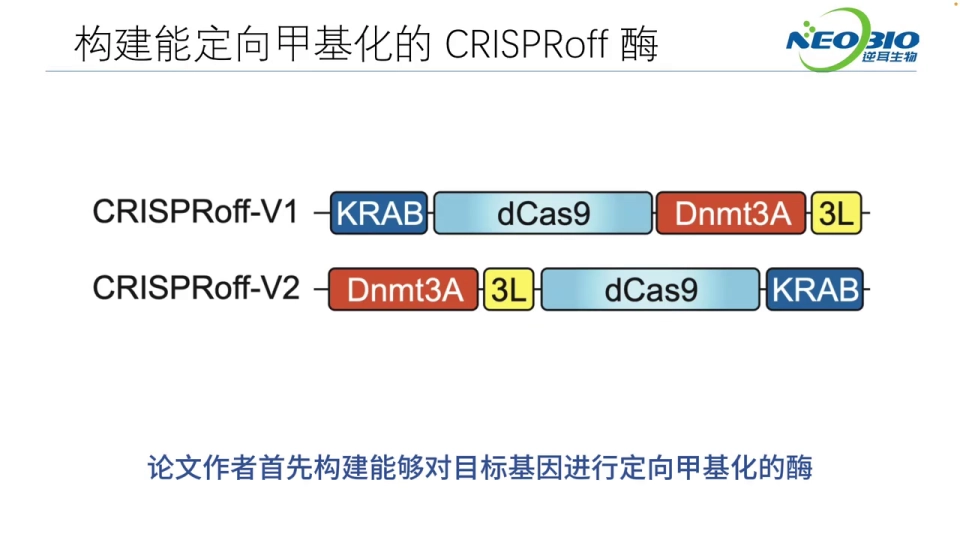 构建能定向甲基化的 CRISPRoff 酶
NEOBIO
逆耳生物
CRISPRoff-V1 KRAB dCas9 Dnmt3A 3L
CRISPRoff-V2 Dnmt3A 3L dCas9 KRAB
论文作者首先构建能够对目标基因进行定向甲基化的酶